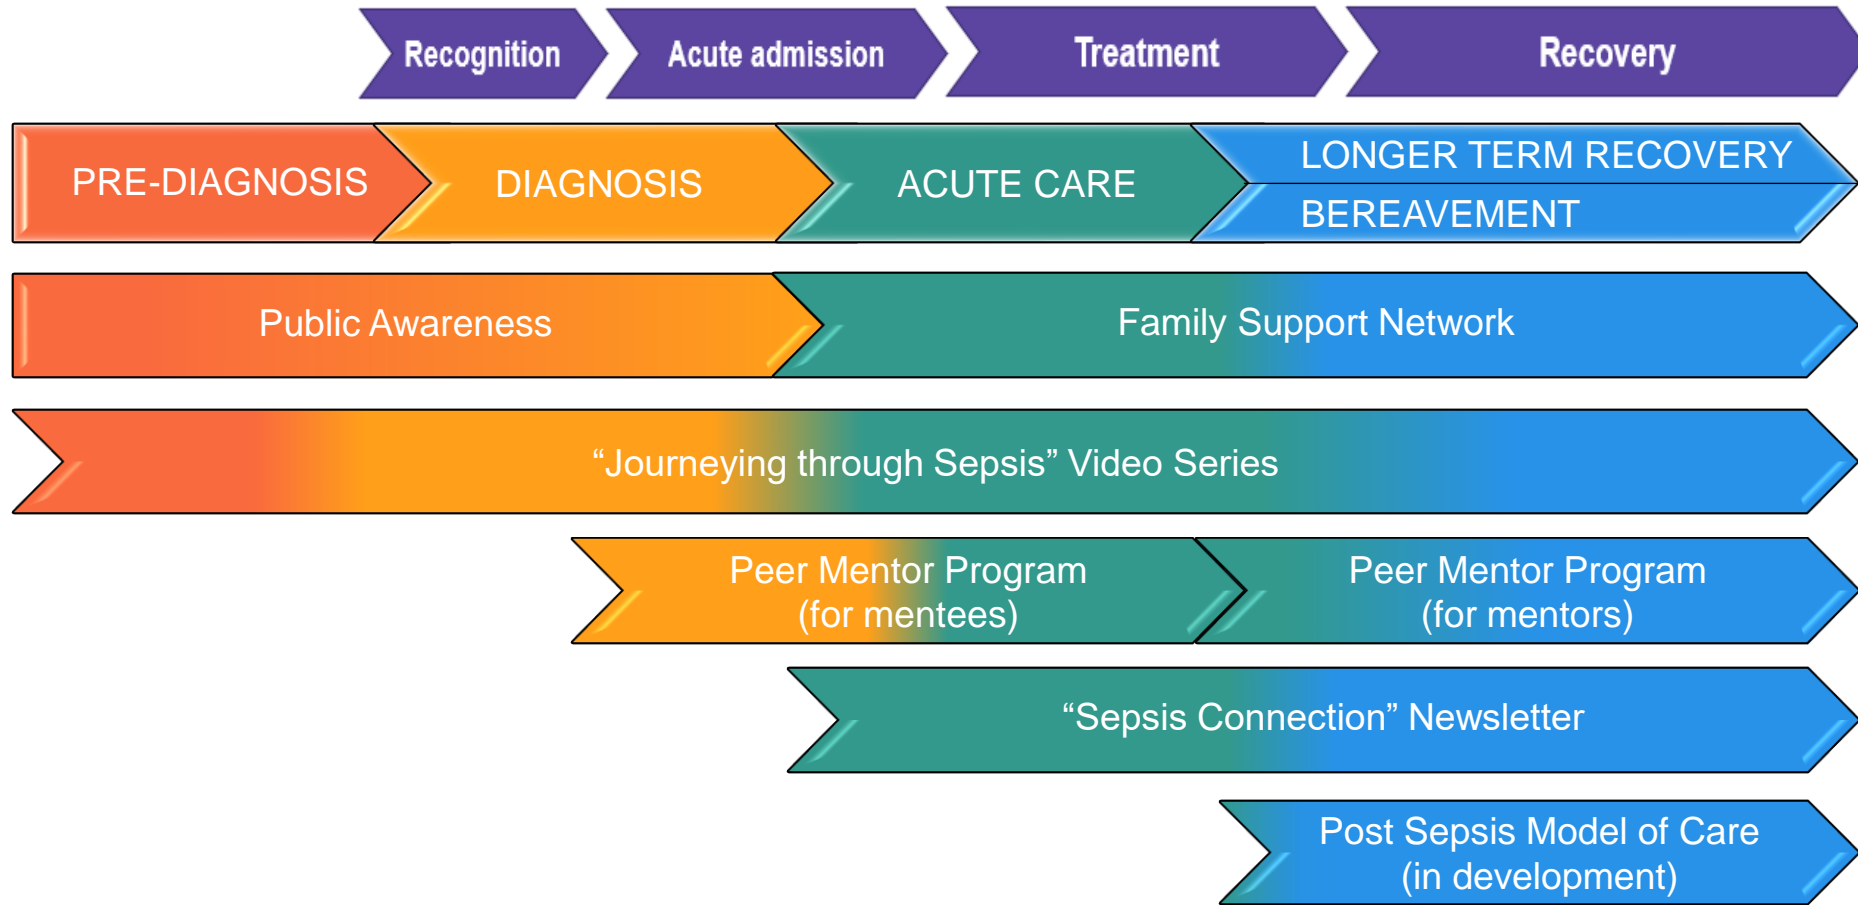 Recognition
Acute admission
Treatment
Recovery
PRE-DIAGNOSIS
DIAGNOSIS
ACUTE CARE
LONGER TERM RECOVERY
BEREAVEMENT
Public Awareness
Family Support Network
“Journeying through Sepsis” Video Series
Peer Mentor Program
(for mentees)
Peer Mentor Program
(for mentors)
“Sepsis Connection” Newsletter
Post Sepsis Model of Care
(in development)